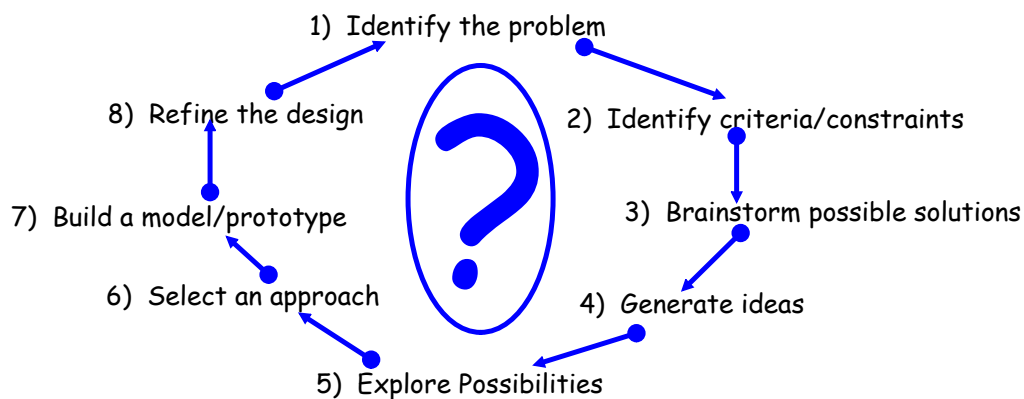 1) Identify the problem
2) Identify criteria/constraints
3) Brainstorm possible solutions
4) Generate ideas
5) Explore Possibilities
6) Select an approach
7) Build a model/prototype
8) Refine the design
?